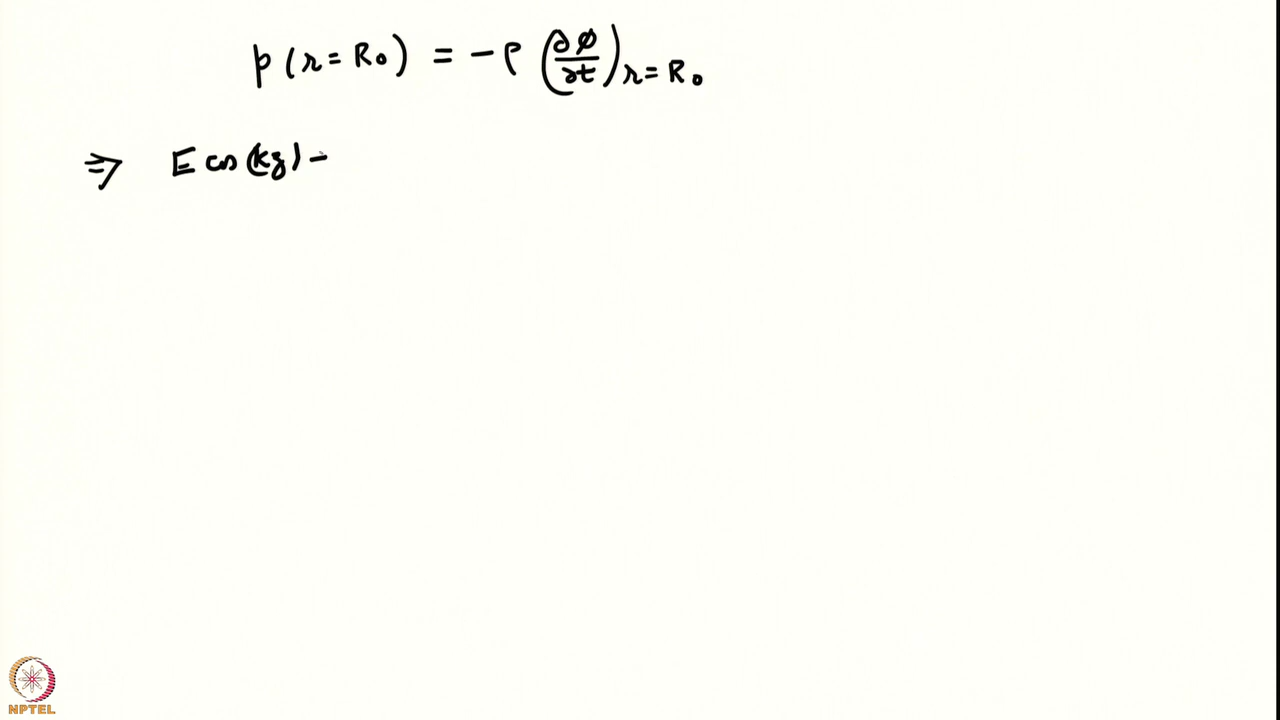 p(r=R₀) = -ρ (∂φ/∂t)r=R₀
⇒ E cos(kz) -
NPTEL